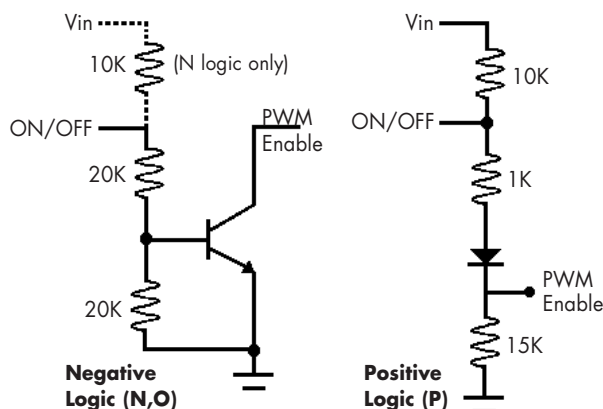 Vin
10K
(N logic only)
ON/OFF
20K
20K
PWM
Enable
Negative
Logic (N,O)
Vin
10K
ON/OFF
1K
PWM
Enable
15K
Positive
Logic (P)